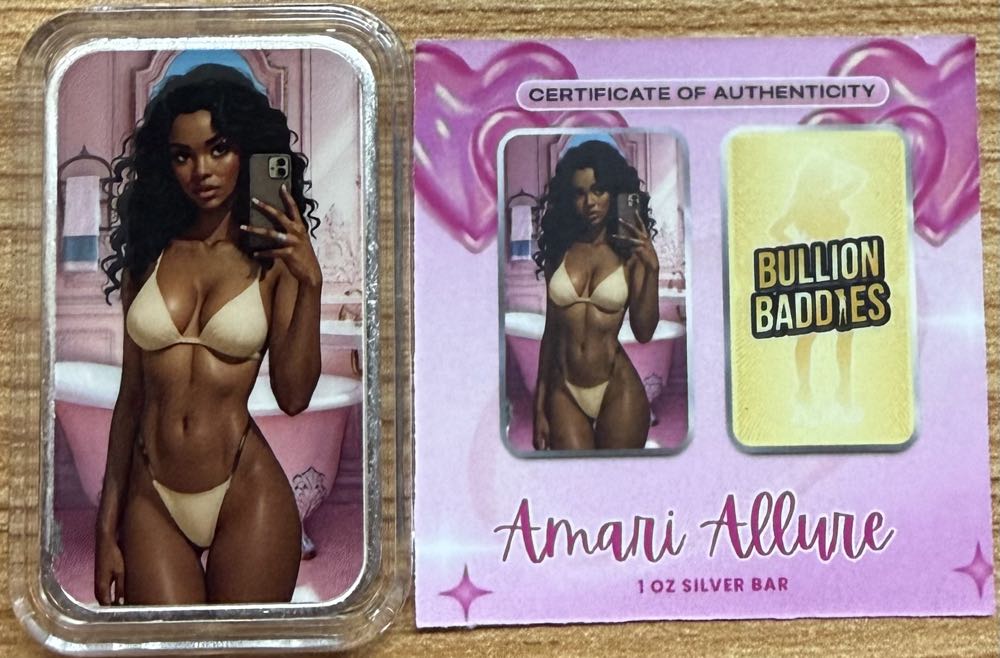 CERTIFICATE OF AUTHENTICITY
BULLION
BADDIES
Amari Allure
1 OZ SILVER BAR